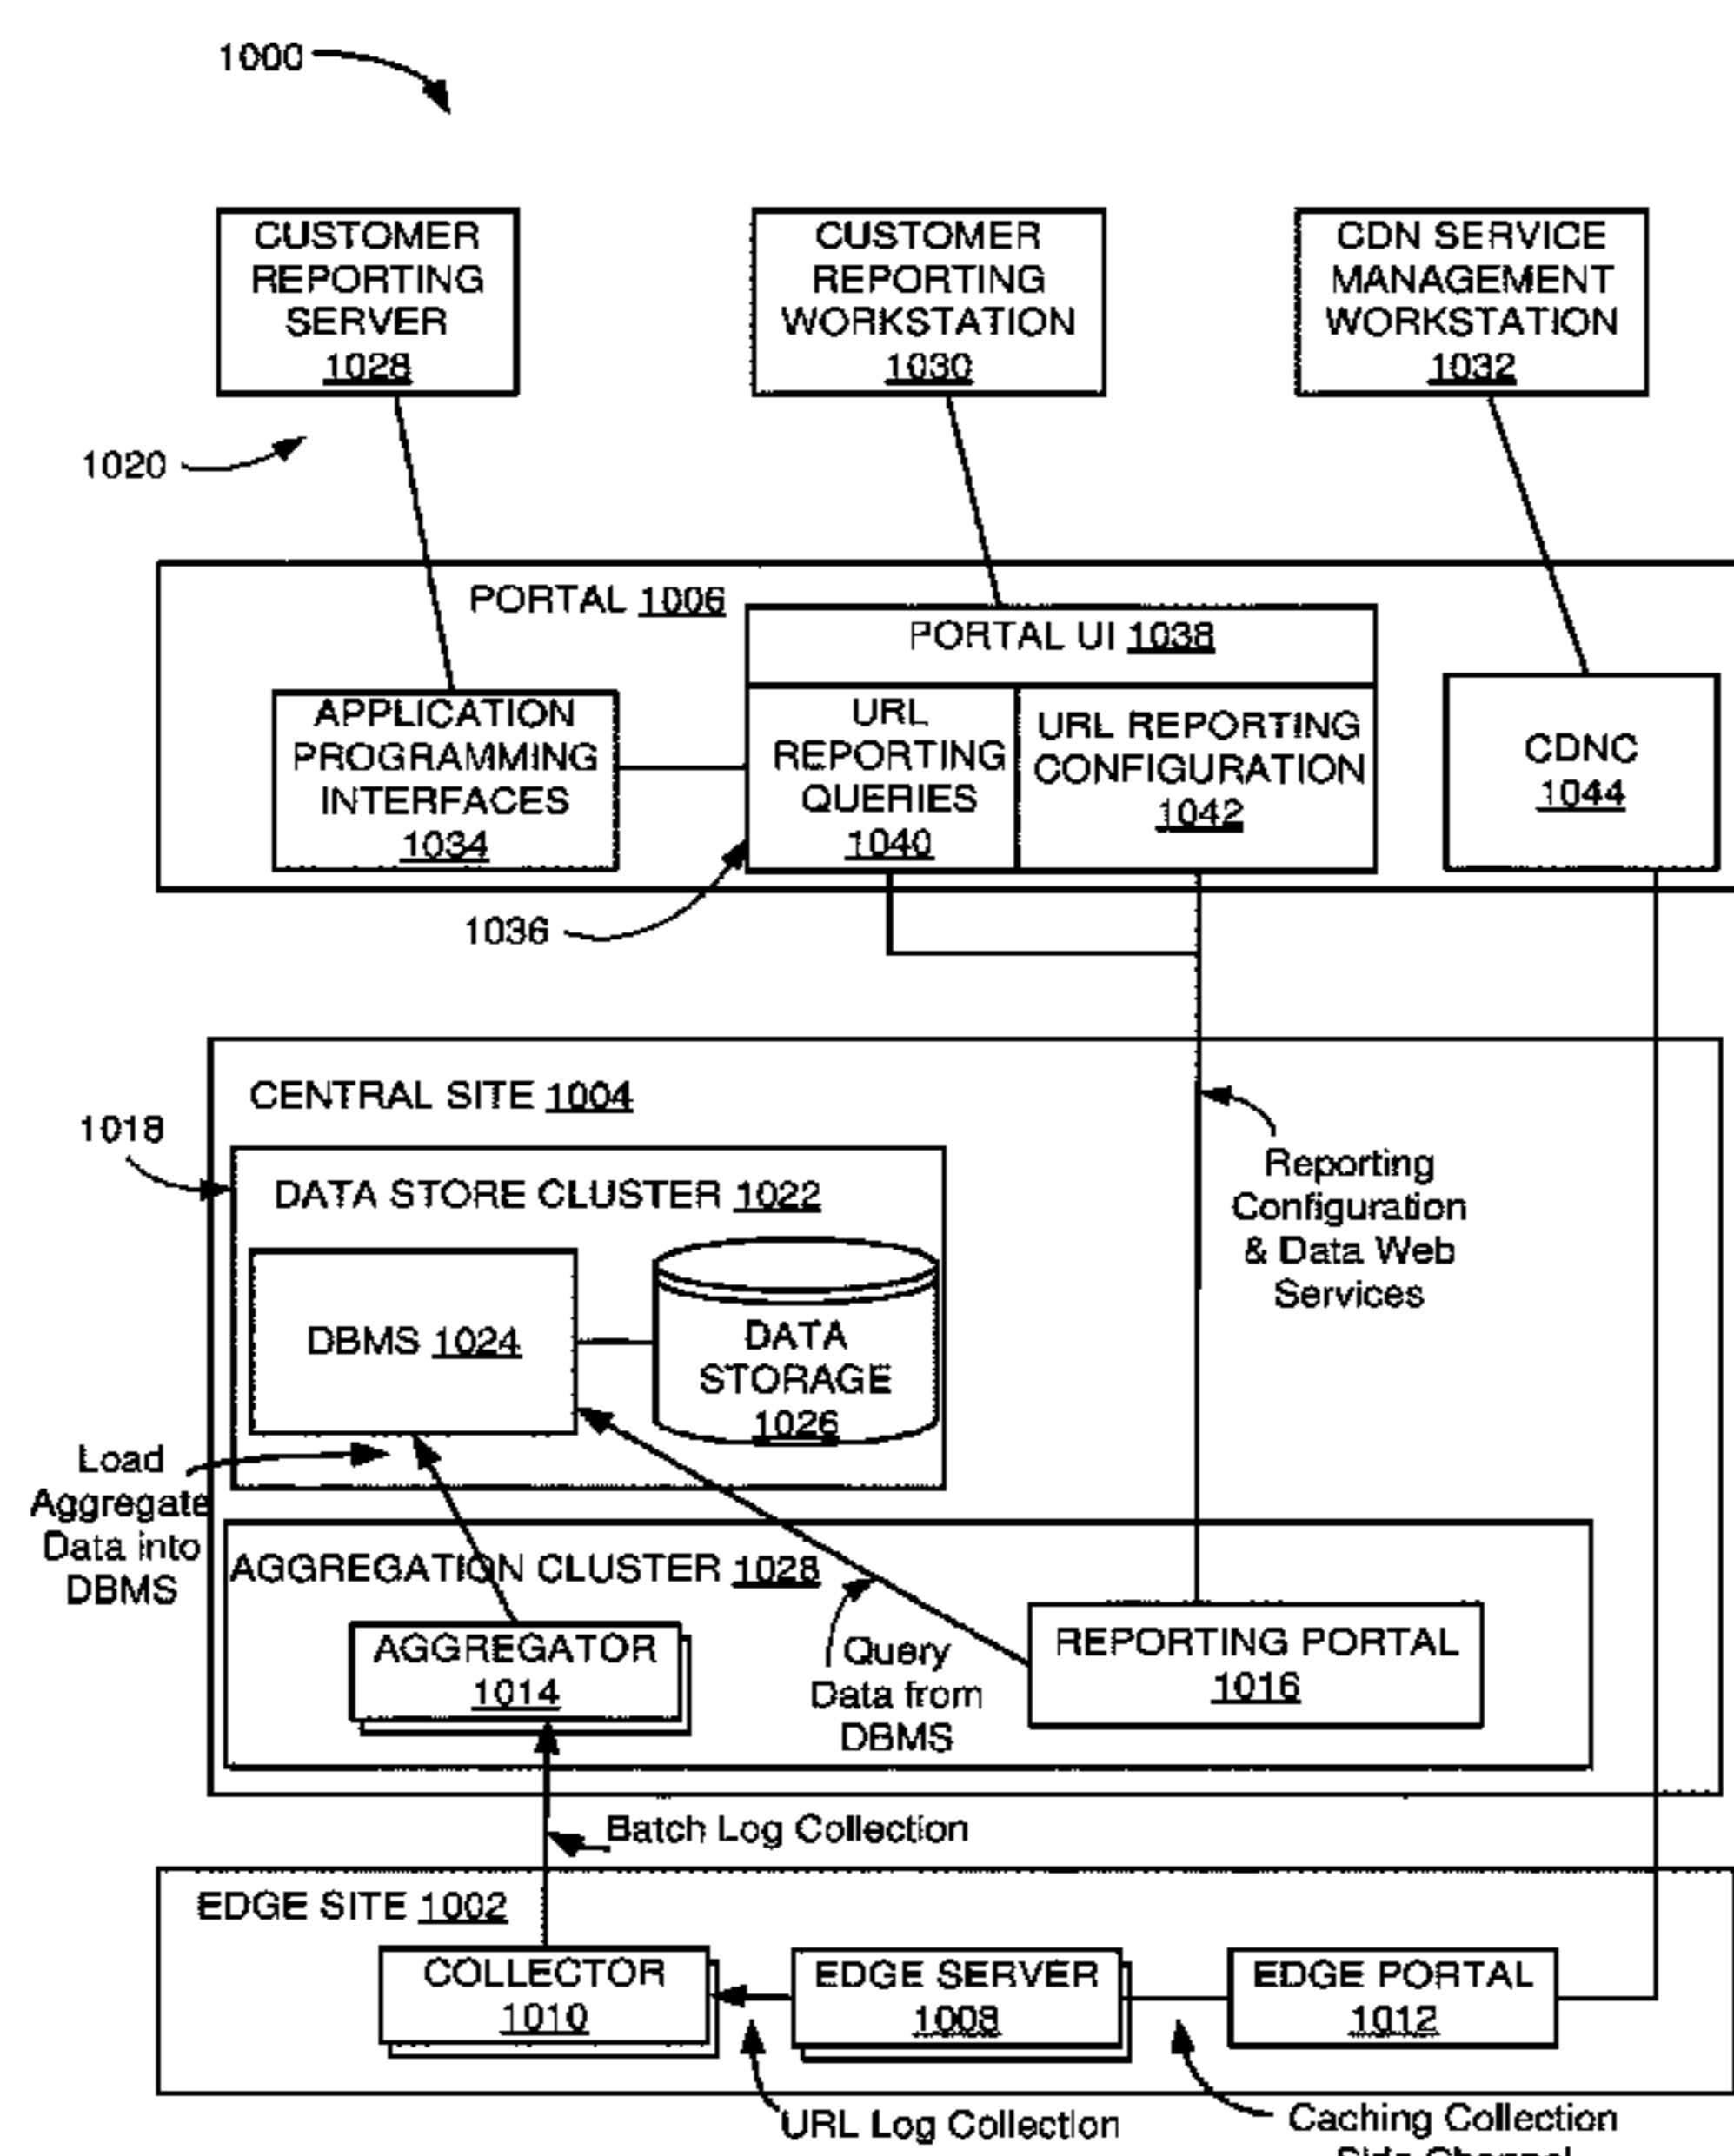 1000
CUSTOMER
REPORTING
SERVER
1028
CUSTOMER
REPORTING
WORKSTATION
1030
CDN SERVICE
MANAGEMENT
WORKSTATION
1032
1020
PORTAL 1006
PORTAL UI 1038
APPLICATION
PROGRAMMING
INTERFACES
1034
URL
REPORTING
QUERIES
1040
URL REPORTING
CONFIGURATION
1042
CDNC
1044
1036
CENTRAL SITE 1004
1018
DATA STORE CLUSTER 1022
DBMS 1024
DATA
STORAGE
1026
Reporting
Configuration
& Data Web
Services
Load
Aggregate
Data into
DBMS
AGGREGATION CLUSTER 1028
AGGREGATOR
1014
Query
Data from
DBMS
REPORTING PORTAL
1016
Batch Log Collection
EDGE SITE 1002
COLLECTOR
1010
EDGE SERVER
1008
EDGE PORTAL
1012
URL Log Collection
Caching Collection
Side Channel